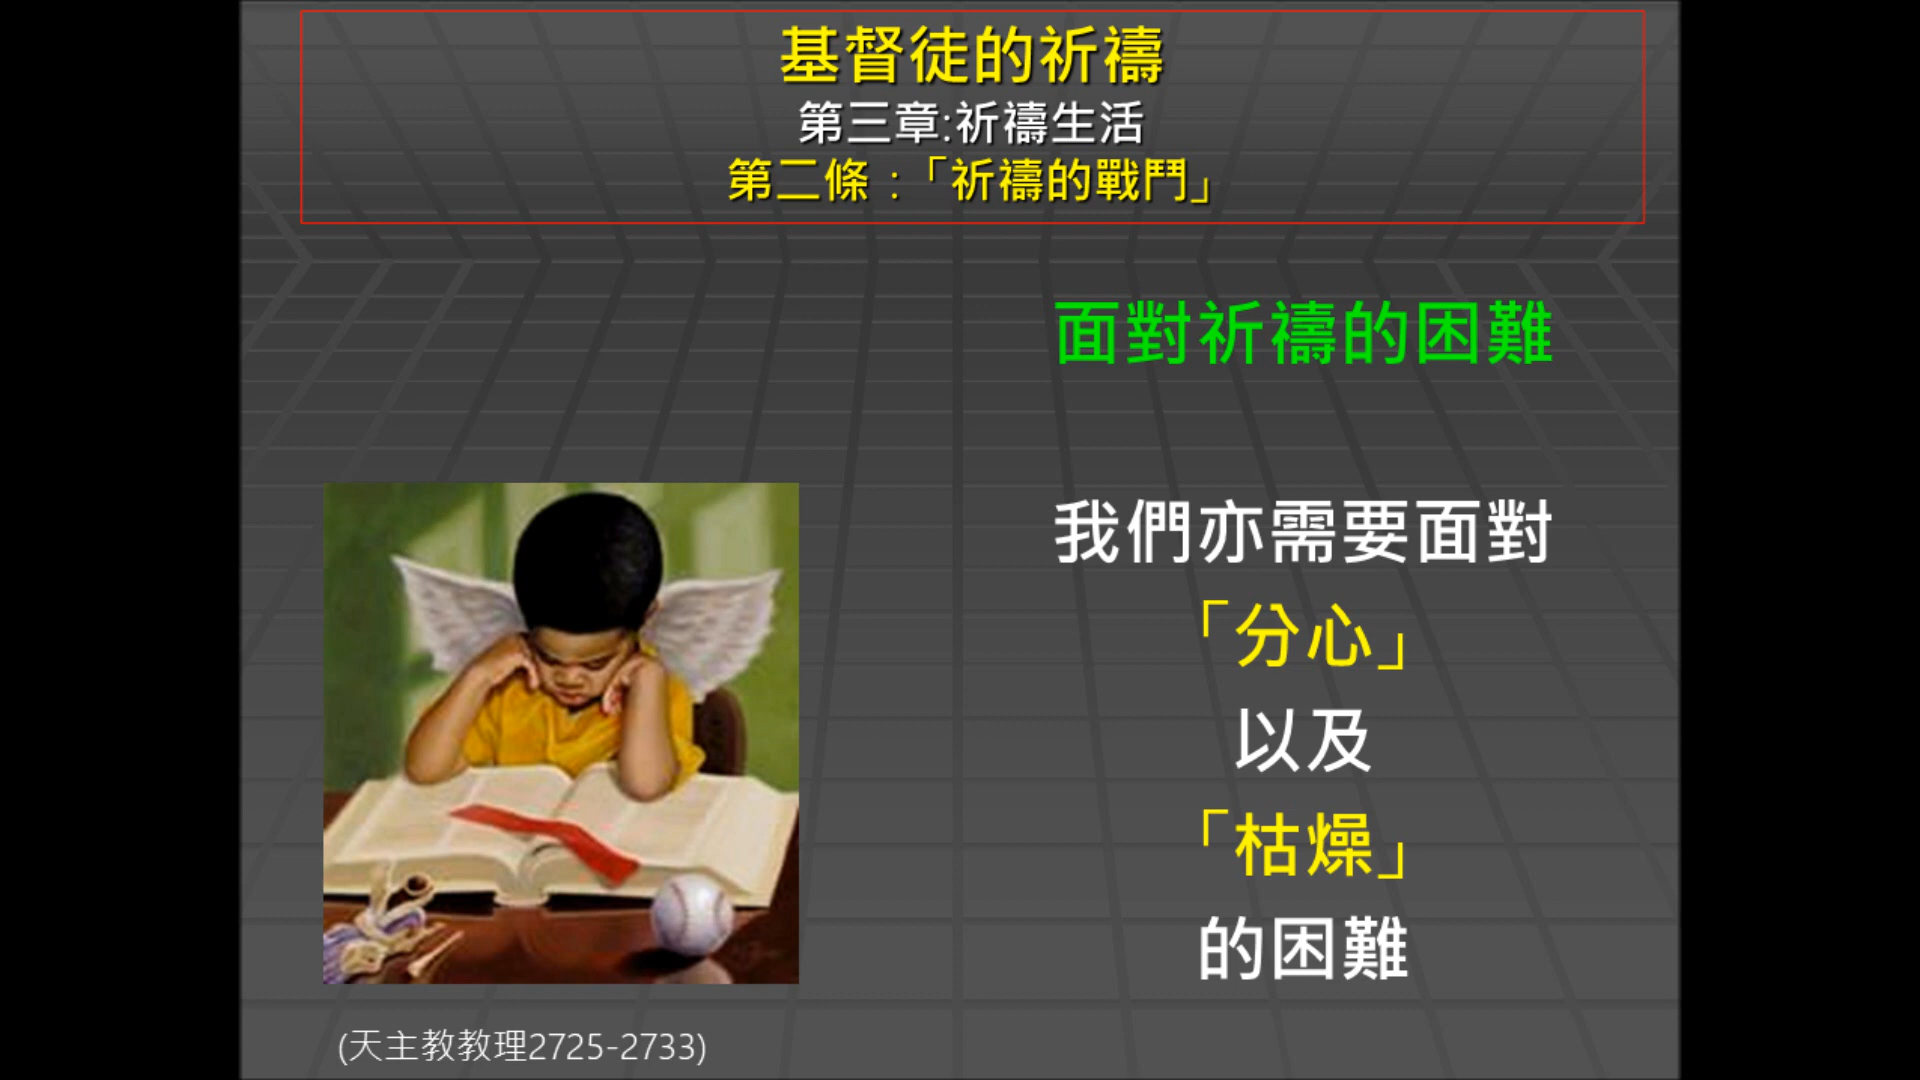 基督徒的祈禱
第三章:祈禱生活
第二條 :「祈禱的戰鬥」
面對祈禱的困難
我們亦需要面對
「分心」
以及
「枯燥」
的困難
(天主教教理2725-2733)